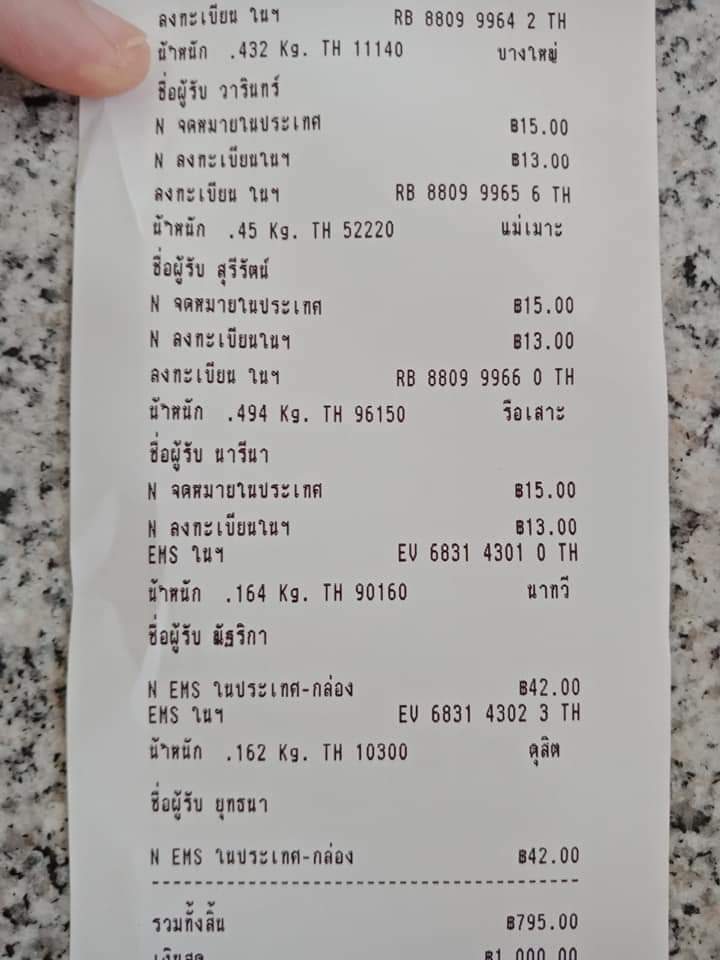 ลงทะเบียน ในฯ RB 8809 9964 2 TH
น้ำหนัก .432 Kg. TH 11140 บางใหญ่
ชื่อผู้รับ วารินทร์
N จดหมายในประเทศ ฿15.00
N ลงทะเบียนในฯ ฿13.00
ลงทะเบียน ในฯ RB 8809 9965 6 TH
น้ำหนัก .45 Kg. TH 52220 แม่เมาะ
ชื่อผู้รับ สุรีรัตน์
N จดหมายในประเทศ ฿15.00
N ลงทะเบียนในฯ ฿13.00
ลงทะเบียน ในฯ RB 8809 9966 0 TH
น้ำหนัก .494 Kg. TH 96150 รือเสาะ
ชื่อผู้รับ นารีนา
N จดหมายในประเทศ ฿15.00
N ลงทะเบียนในฯ ฿13.00
EMS ในฯ EV 6831 4301 0 TH
น้ำหนัก .164 Kg. TH 90160 นาทวี
ชื่อผู้รับ ณัฐริกา
N EMS ในประเทศ-กล่อง ฿42.00
EMS ในฯ EV 6831 4302 3 TH
น้ำหนัก .162 Kg. TH 10300 ดุสิต
ชื่อผู้รับ ยุทธนา
N EMS ในประเทศ-กล่อง ฿42.00
รวมทั้งสิ้น ฿795.00
เงินสด ฿1,000.00